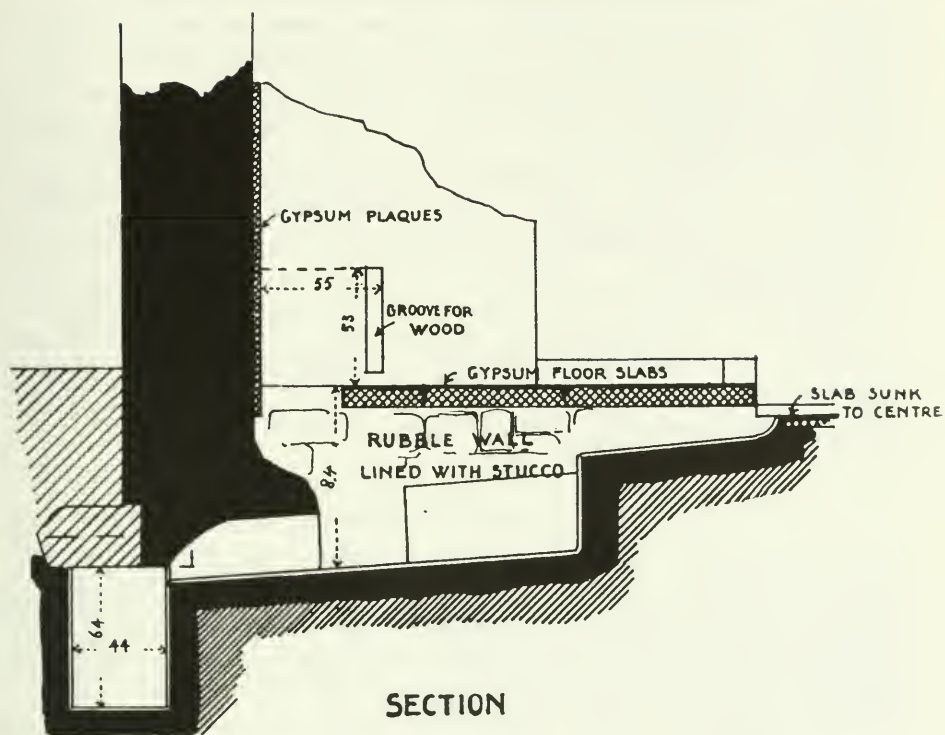 GYPSUM PLAQUES
55
53
GROOVE FOR
WOOD
GYPSUM FLOOR SLABS
SLAB SUNK
TO CENTRE
RUBBLE WALL
LINED WITH STUCCO
84
64
44
SECTION